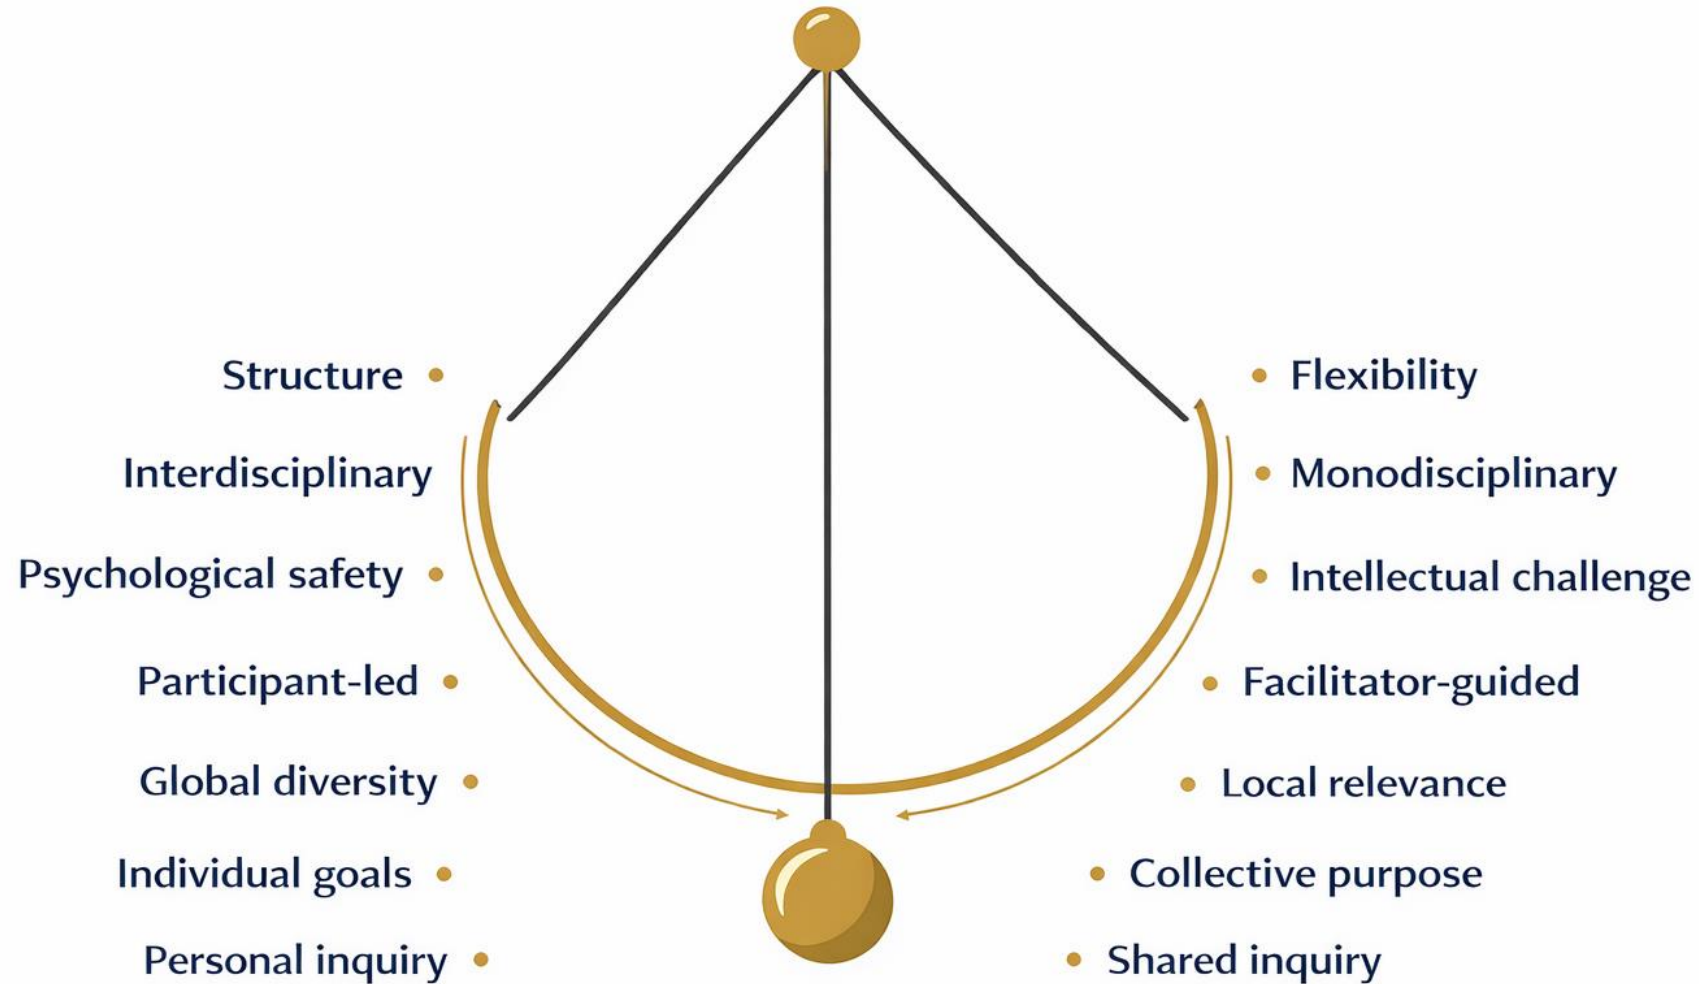 Structure
Flexibility
Interdisciplinary
Monodisciplinary
Psychological safety
Intellectual challenge
Participant-led
Facilitator-guided
Global diversity
Local relevance
Individual goals
Collective purpose
Personal inquiry
Shared inquiry